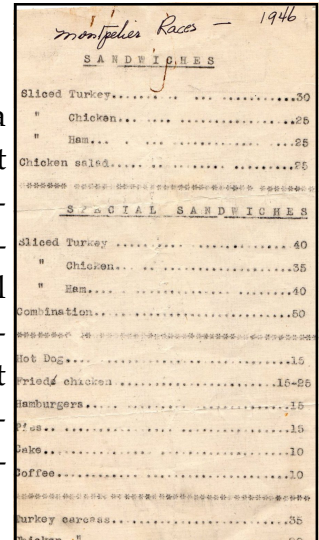 Montpelier Races — 1946
SANDWICHES
Sliced Turkey.....30
" Chicken.....25
" Ham.....25
Chicken salad.....25
SPECIAL SANDWICHES
Sliced Turkey.....40
" Chicken.....35
" Ham.....40
Combination.....50
Hot Dog.....15
Fried chicken.....15-25
Hamburgers.....15
Pies.....15
Cake.....10
Coffee.....10
Turkey carcass.....35